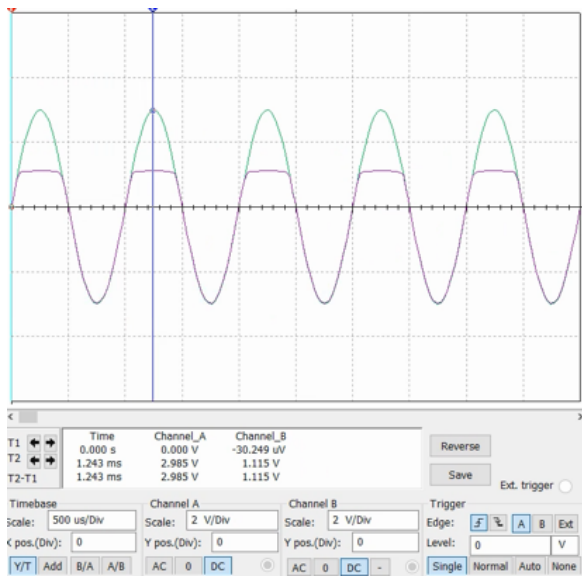 Time Channel_A Channel_B
T1 0.000 s 0.000 V -30.249 uV
T2 1.243 ms 2.985 V 1.115 V
T2-T1 1.243 ms 2.985 V 1.115 V
Reverse
Save
Ext. trigger
Timebase
Scale: 500 us/Div
X pos.(Div): 0
Y/T Add B/A A/B
Channel A
Scale: 2 V/Div
Y pos.(Div): 0
AC 0 DC
Channel B
Scale: 2 V/Div
Y pos.(Div): 0
AC 0 DC -
Trigger
Edge: A B Ext
Level: 0 V
Single Normal Auto None